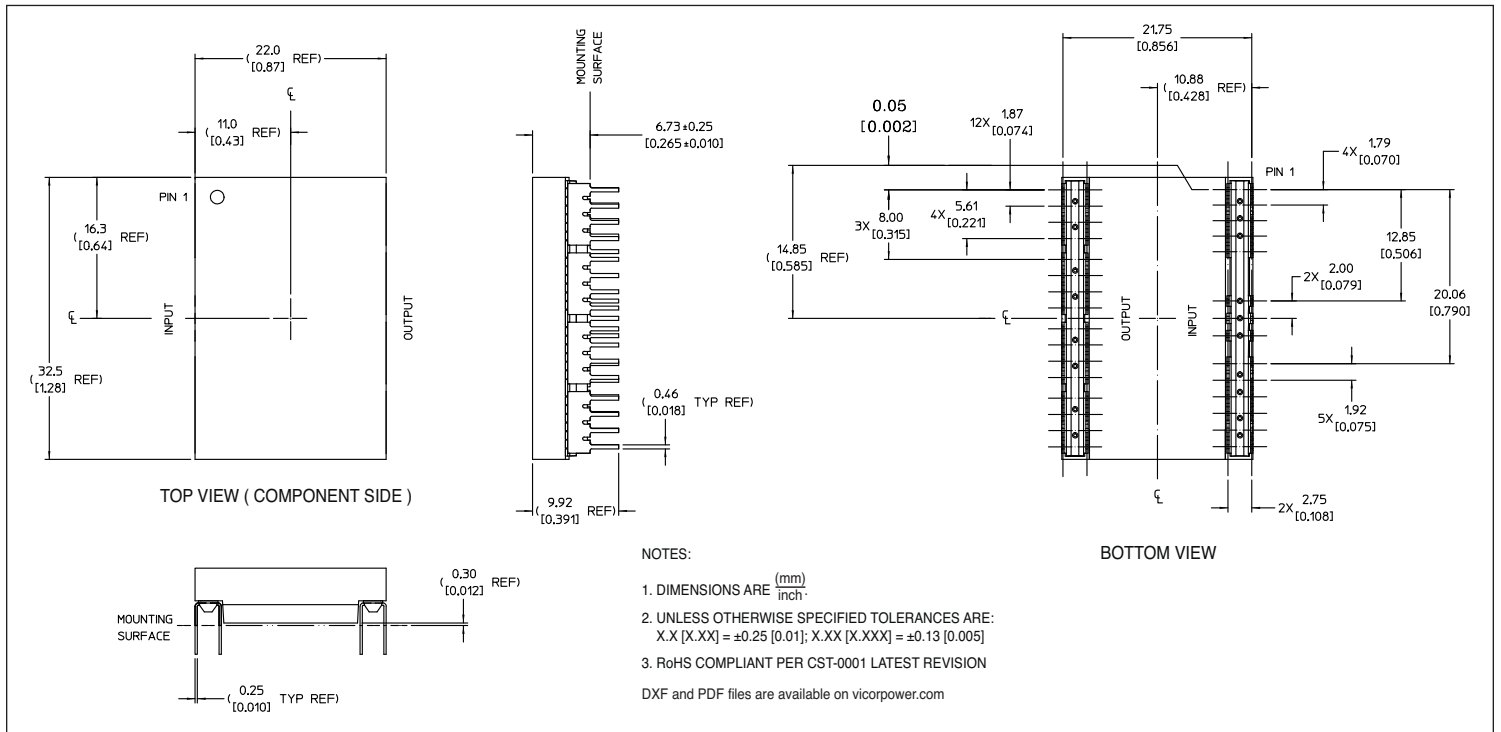 22.0
( [0.87] REF)
℄
11.0
( [0.43] REF)
PIN 1
16.3
( [0.64] REF)
℄
INPUT
OUTPUT
32.5
( [1.28] REF)
TOP VIEW ( COMPONENT SIDE )
MOUNTING
SURFACE
6.73±0.25
[0.265±0.010]
0.46
( [0.018] TYP REF)
9.92
( [0.391] REF)
21.75
[0.856]
10.88
( [0.428] REF)
0.05
[0.002]
12X 1.87
[0.074]
4X 1.79
[0.070]
PIN 1
14.85
( [0.585] REF)
3X 8.00
[0.315]
4X 5.61
[0.221]
12.85
[0.506]
2X 2.00
[0.079]
20.06
[0.790]
℄
OUTPUT
INPUT
5X 1.92
[0.075]
℄
2X 2.75
[0.108]
BOTTOM VIEW
0.30
( [0.012] REF)
MOUNTING
SURFACE
0.25
( [0.010] TYP REF)
NOTES:
1. DIMENSIONS ARE (mm)
inch.
2. UNLESS OTHERWISE SPECIFIED TOLERANCES ARE:
X.X [X.XX] = ±0.25 [0.01]; X.XX [X.XXX] = ±0.13 [0.005]
3. RoHS COMPLIANT PER CST-0001 LATEST REVISION
DXF and PDF files are available on vicorpower.com